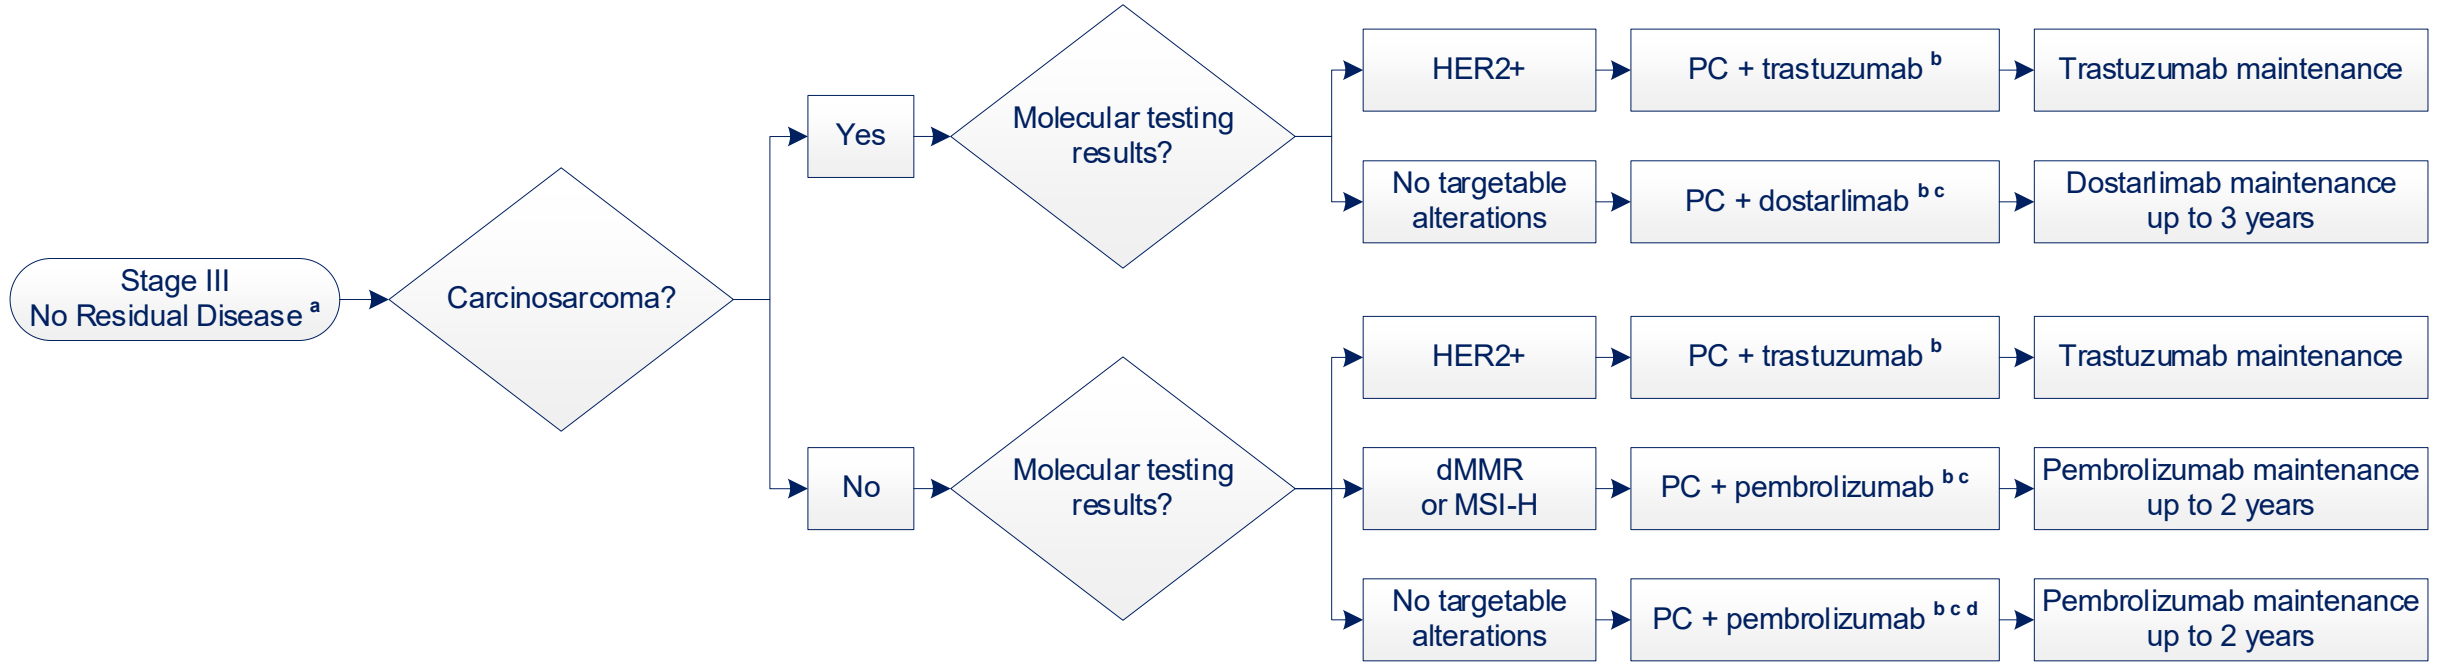 Stage III
No Residual Disease a
Carcinosarcoma?
Yes
Molecular testing
results?
HER2+
PC + trastuzumab b
Trastuzumab maintenance
No targetable
alterations
PC + dostarlimab b c
Dostarlimab maintenance
up to 3 years
No
Molecular testing
results?
HER2+
PC + trastuzumab b
Trastuzumab maintenance
dMMR
or MSI-H
PC + pembrolizumab b c
Pembrolizumab maintenance
up to 2 years
No targetable
alterations
PC + pembrolizumab b c d
Pembrolizumab maintenance
up to 2 years